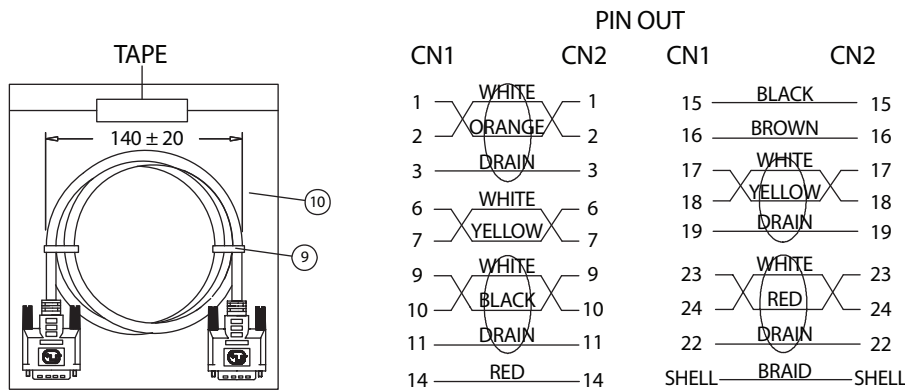 TAPE
140 ± 20
10
9
PIN OUT
CN1 CN2
1 WHITE 1
2 ORANGE 2
3 DRAIN 3
6 WHITE 6
7 YELLOW 7
9 WHITE 9
10 BLACK 10
11 DRAIN 11
14 RED 14
CN1 CN2
15 BLACK 15
16 BROWN 16
17 WHITE 17
18 YELLOW 18
19 DRAIN 19
23 WHITE 23
24 RED 24
22 DRAIN 22
SHELL BRAID SHELL